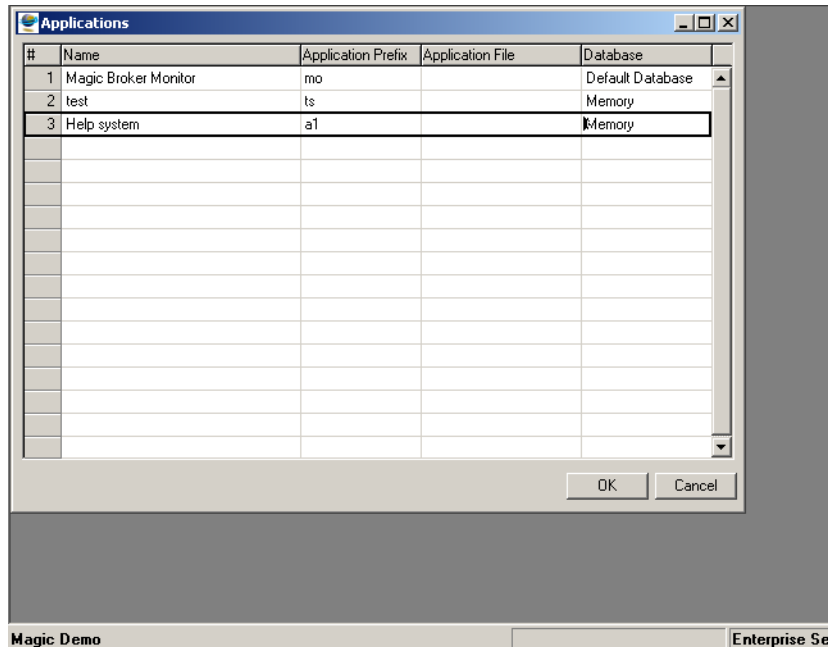 Applications
# Name Application Prefix Application File Database
1 Magic Broker Monitor mo Default Database
2 test ts Memory
3 Help system a1 Memory
OK Cancel
Magic Demo Enterprise Se